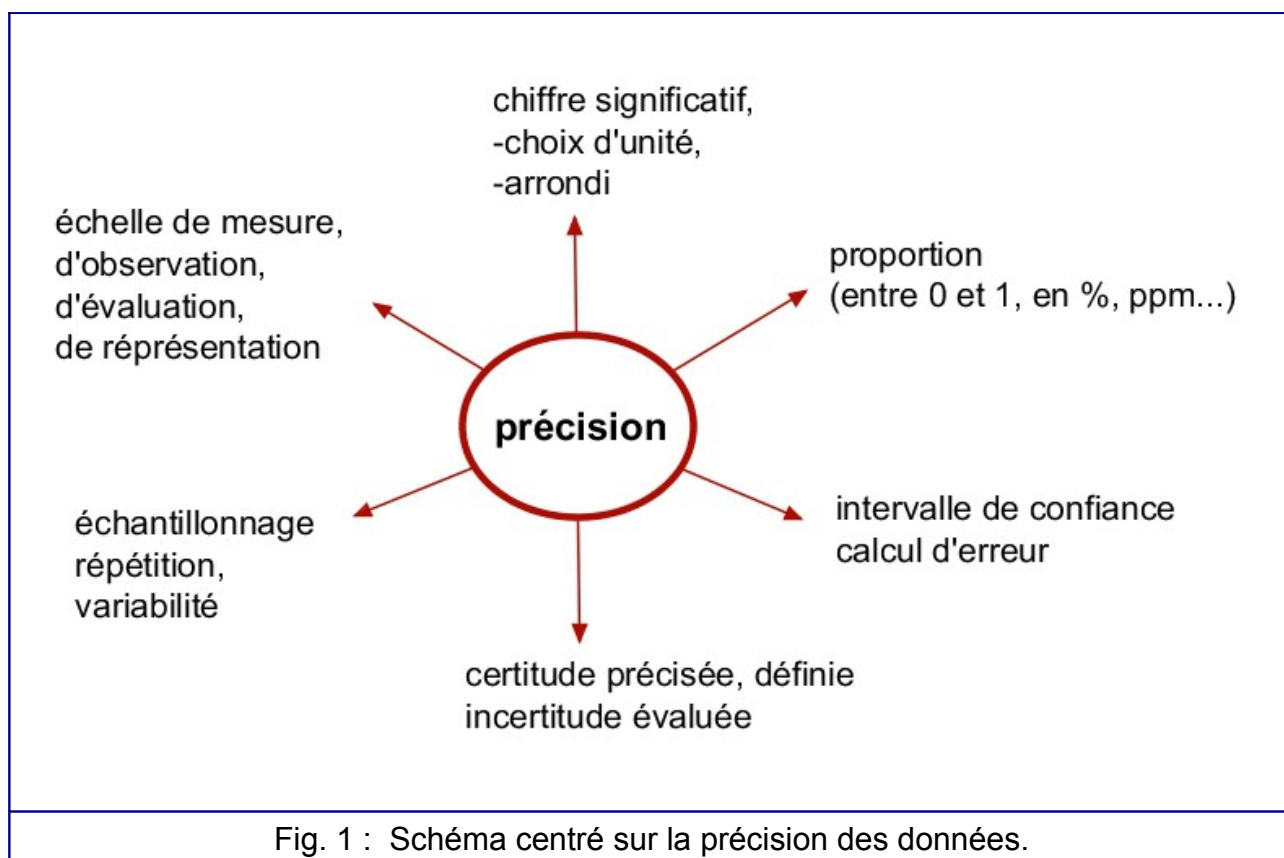 chiffre significatif,
-choix d'unité,
-arrondi
échelle de mesure,
d'observation,
d'évaluation,
de réprésentation
proportion
(entre 0 et 1, en %, ppm...)
précision
échantillonnage
répétition,
variabilité
intervalle de confiance
calcul d'erreur
certitude précisée, définie
incertitude évaluée
Fig. 1 : Schéma centré sur la précision des données.